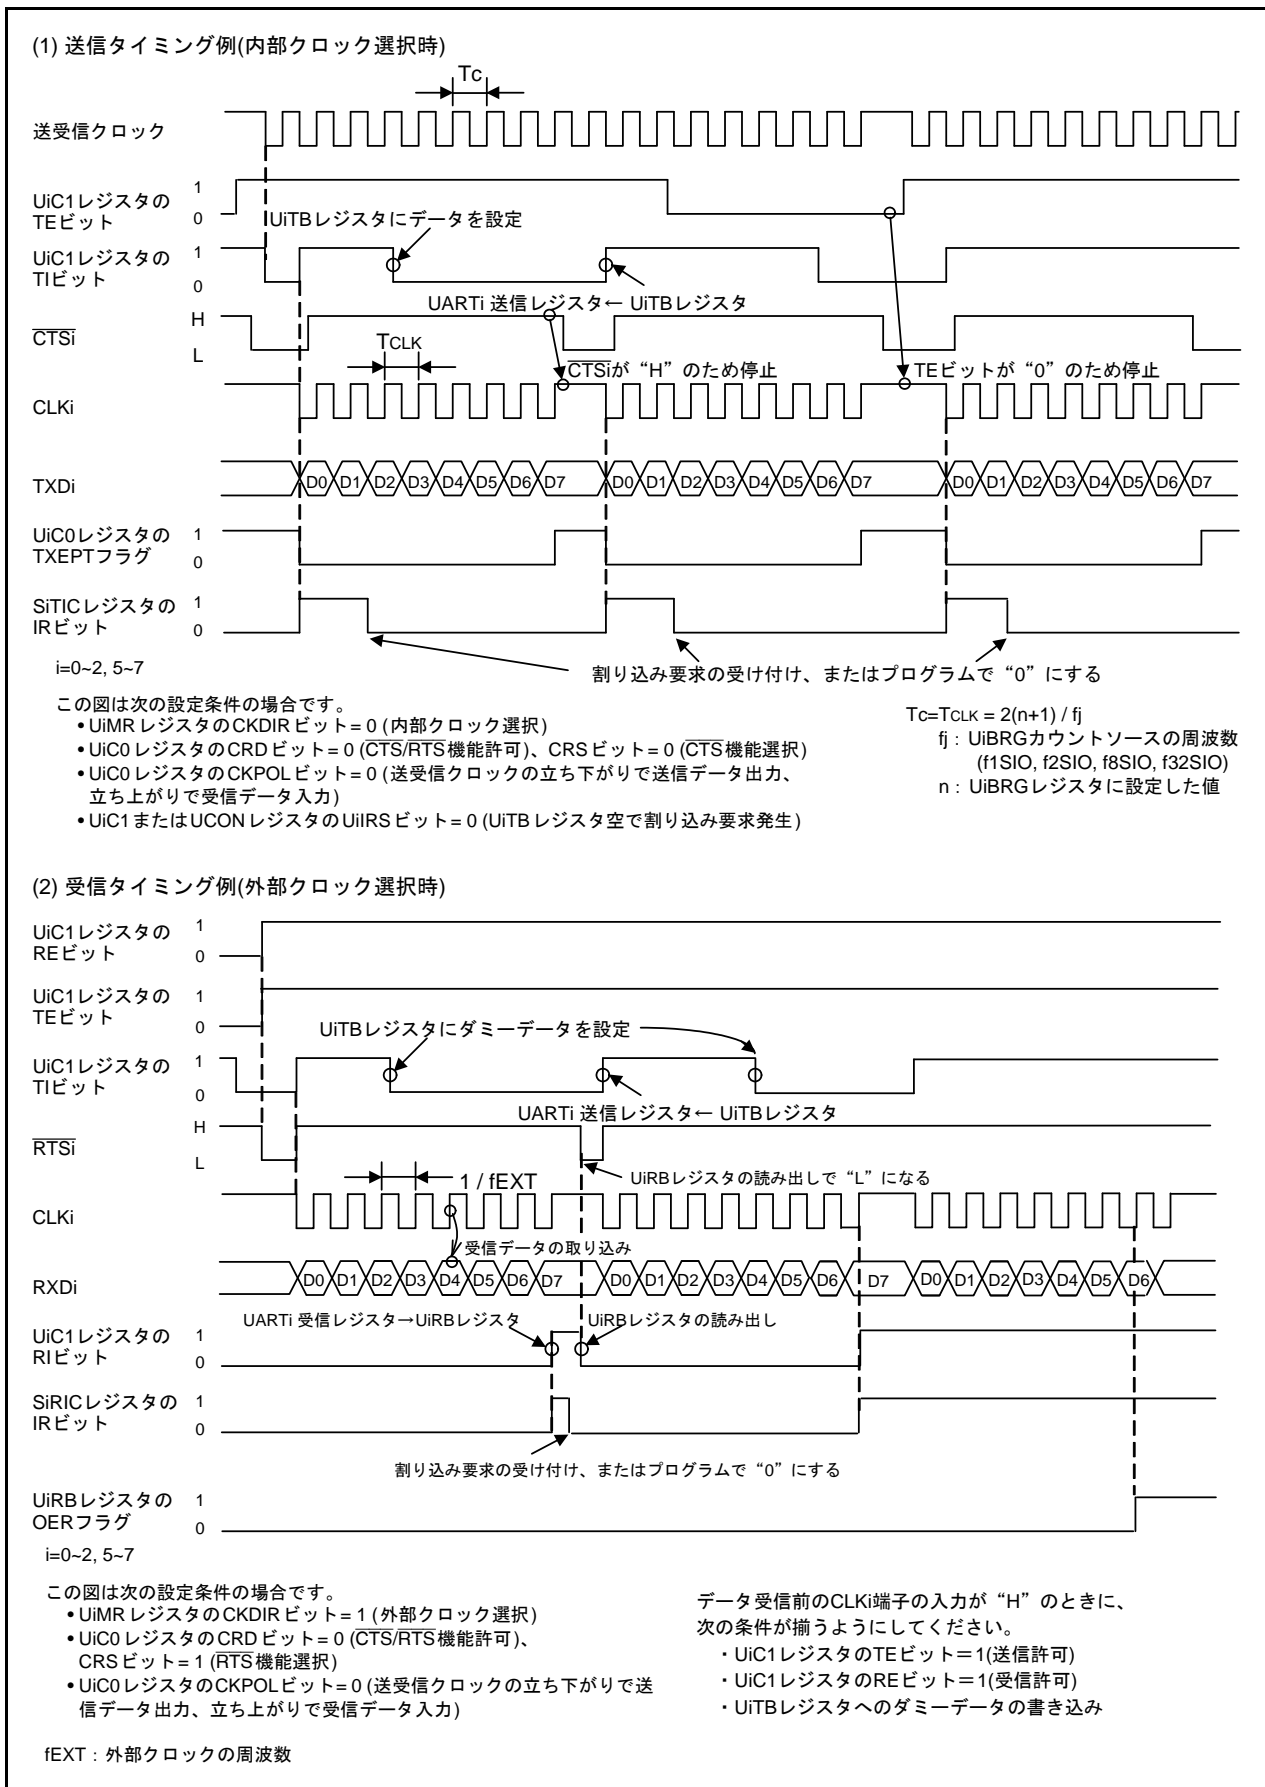 (1) 送信タイミング例(内部クロック選択時)
Tc
送受信クロック
UiC1レジスタの
TEビット
1
0
UiTBレジスタにデータを設定
UiC1レジスタの
TIビット
1
0
UARTi 送信レジスタ← UiTBレジスタ
CTSi
H
L
TCLK
CTSiが“H”のため停止
TEビットが“0”のため停止
CLKi
TXDi
D0 D1 D2 D3 D4 D5 D6 D7 D0 D1 D2 D3 D4 D5 D6 D7 D0 D1 D2 D3 D4 D5 D6 D7
UiC0レジスタの
TXEPTフラグ
1
0
SiTICレジスタの
IRビット
1
0
i=0~2, 5~7
割り込み要求の受け付け、またはプログラムで“0”にする
この図は次の設定条件の場合です。
•UiMRレジスタのCKDIRビット=0(内部クロック選択)
•UiC0レジスタのCRDビット=0(CTS/RTS機能許可)、CRSビット=0(CTS機能選択)
•UiC0レジスタのCKPOLビット=0(送受信クロックの立ち下がりで送信データ出力、
立ち上がりで受信データ入力)
•UiC1またはUCONレジスタのUiIRSビット=0(UiTBレジスタ空で割り込み要求発生)
Tc=TCLK = 2(n+1) / fj
fj : UiBRGカウントソースの周波数
(f1SIO, f2SIO, f8SIO, f32SIO)
n : UiBRGレジスタに設定した値
(2) 受信タイミング例(外部クロック選択時)
UiC1レジスタの
REビット
1
0
UiC1レジスタの
TEビット
1
0
UiTBレジスタにダミーデータを設定
UiC1レジスタの
TIビット
1
0
UARTi 送信レジスタ← UiTBレジスタ
RTSi
H
L
UiRBレジスタの読み出しで“L”になる
1 / fEXT
CLKi
受信データの取り込み
RXDi
D0 D1 D2 D3 D4 D5 D6 D7 D0 D1 D2 D3 D4 D5 D6 D7 D0 D1 D2 D3 D4 D5 D6
UARTi 受信レジスタ→UiRBレジスタ
UiRBレジスタの読み出し
UiC1レジスタの
RIビット
1
0
SiRICレジスタの
IRビット
1
0
割り込み要求の受け付け、またはプログラムで“0”にする
UiRBレジスタの
OERフラグ
1
0
i=0~2, 5~7
この図は次の設定条件の場合です。
•UiMRレジスタのCKDIRビット=1(外部クロック選択)
•UiC0レジスタのCRDビット=0(CTS/RTS機能許可)、
CRSビット=1(RTS機能選択)
•UiC0レジスタのCKPOLビット=0(送受信クロックの立ち下がりで送
信データ出力、立ち上がりで受信データ入力)
fEXT : 外部クロックの周波数
データ受信前のCLKi端子の入力が“H”のときに、
次の条件が揃うようにしてください。
・UiC1レジスタのTEビット＝1(送信許可)
・UiC1レジスタのREビット＝1(受信許可)
・UiTBレジスタへのダミーデータの書き込み